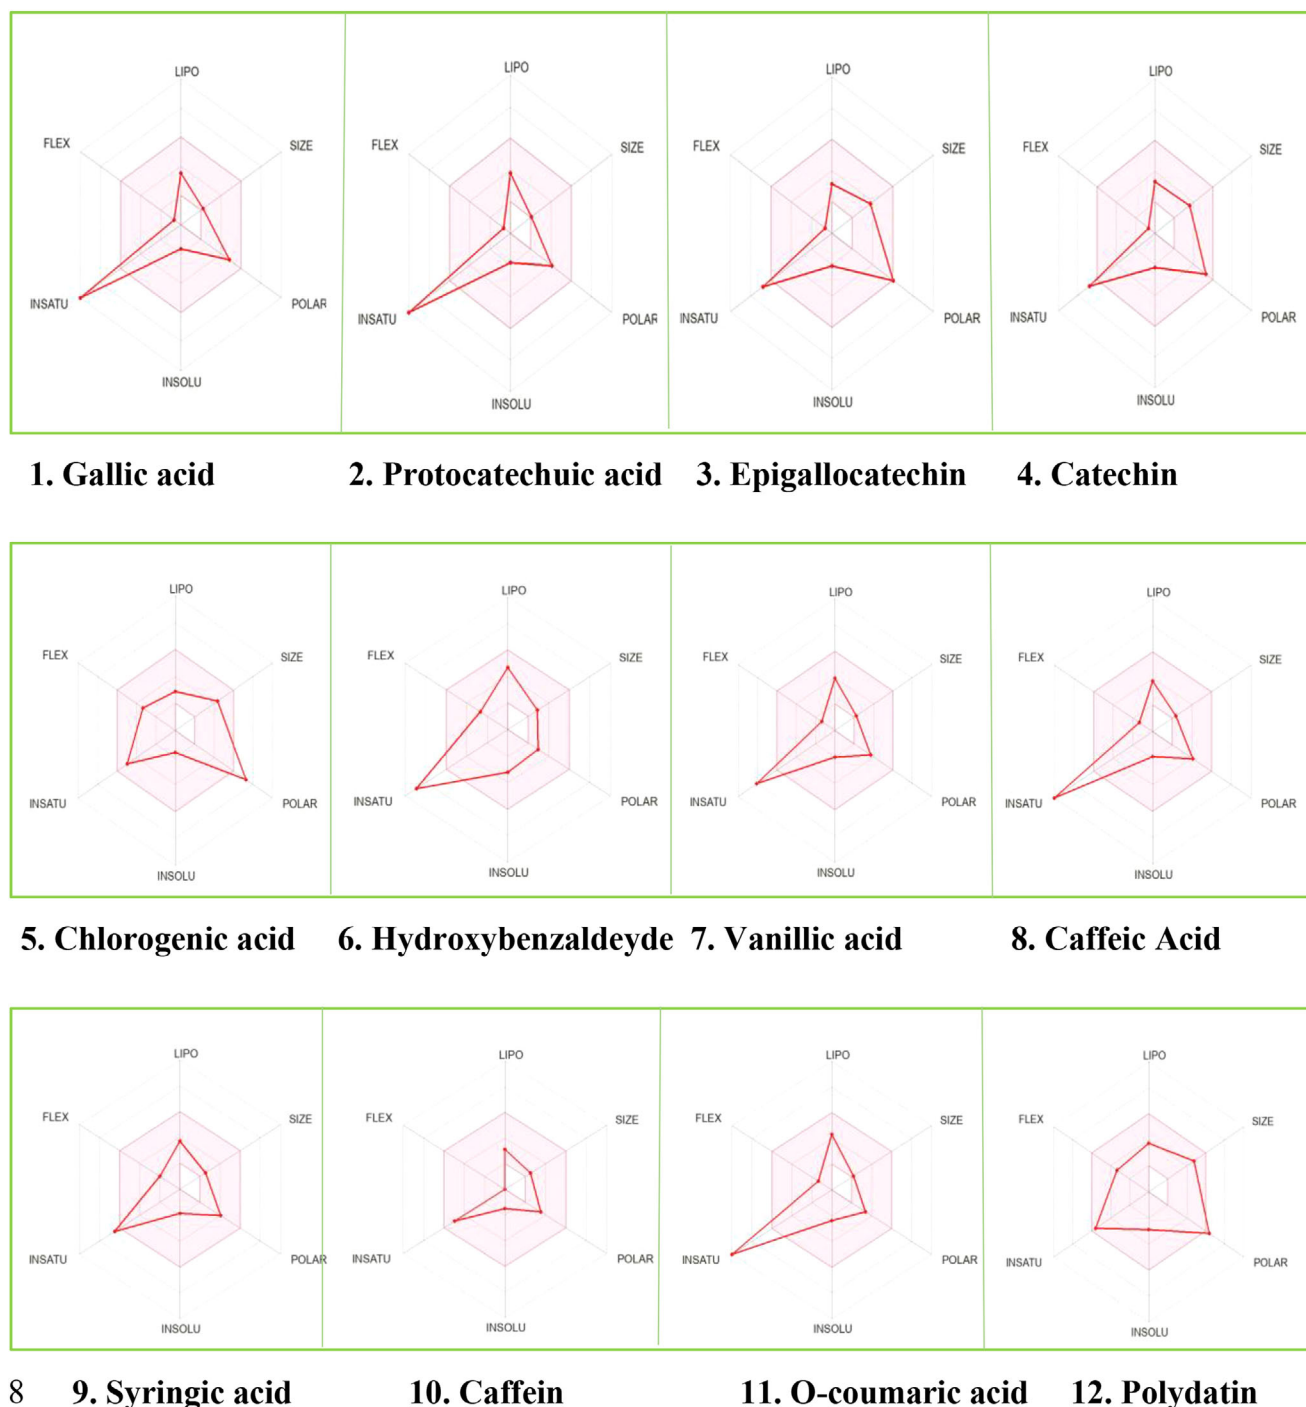 LIPO LIPO LIPO LIPO
FLEX SIZE FLEX SIZE FLEX SIZE FLEX SIZE
INSATU POLAR INSATU POLAR INSATU POLAR INSATU POLAR
INSOLU INSOLU INSOLU INSOLU
1. Gallic acid 2. Protocatechuic acid 3. Epigallocatechin 4. Catechin
LIPO LIPO LIPO LIPO
FLEX SIZE FLEX SIZE FLEX SIZE FLEX SIZE
INSATU POLAR INSATU POLAR INSATU POLAR INSATU POLAR
INSOLU INSOLU INSOLU INSOLU
5. Chlorogenic acid 6. Hydroxybenzaldeyde 7. Vanillic acid 8. Caffeic Acid
LIPO LIPO LIPO LIPO
FLEX SIZE FLEX SIZE FLEX SIZE FLEX SIZE
INSATU POLAR INSATU POLAR INSATU POLAR INSATU POLAR
INSOLU INSOLU INSOLU INSOLU
8 9. Syringic acid 10. Caffein 11. O-coumaric acid 12. Polydatin